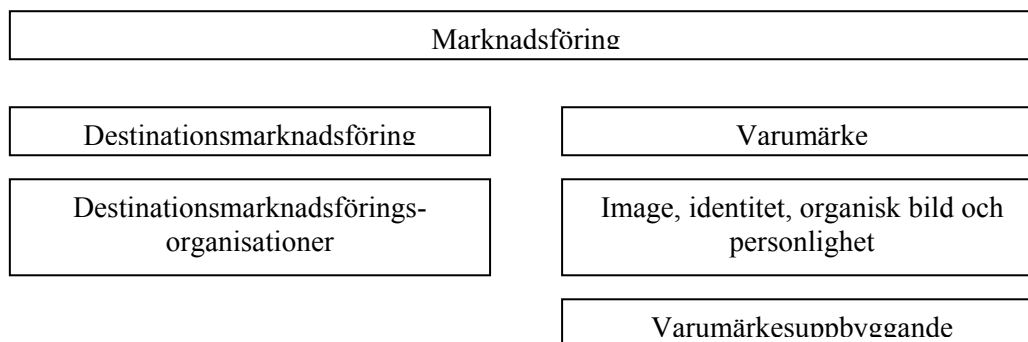 Marknadsföring
Destinationsmarknadsföring
Varumärke
Destinationsmarknadsförings-
organisationer
Image, identitet, organisk bild och
personlighet
Varumärkesuppbyggande